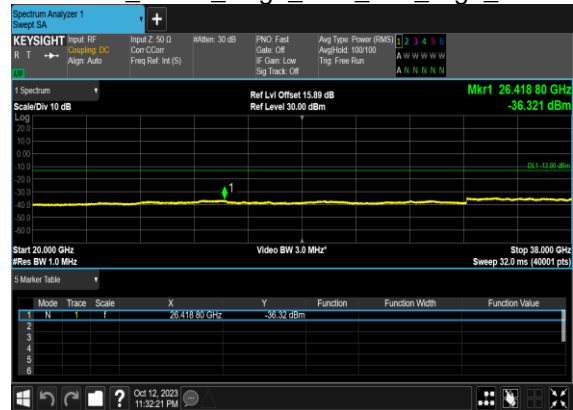 Spectrum Analyzer 1
Swept SA
+
KEYSIGHT Input: RF Input Z: 50 Ω #Atten: 30 dB PNO: Fast Avg Type: Power (RMS) 1 2 3 4 5 6
R T Coupling: DC Corr CCorr Gate: Off Avg|Hold: 100/100 A W W W W W
Align: Auto Freq Ref: Int (S) IF Gain: Low Trig: Free Run
Sig Track: Off A N N N N N
1 Spectrum Ref Lvl Offset 15.89 dB Mkr1 26.418 80 GHz
Scale/Div 10 dB Ref Level 30.00 dBm -36.321 dBm
Log
20.0
10.0
0.00
-10.0 DL1 -13.00 dBm
-20.0
-30.0 1
-40.0
-50.0
-60.0
Start 20.000 GHz Video BW 3.0 MHz* Stop 38.000 GHz
#Res BW 1.0 MHz Sweep 32.0 ms (40001 pts)
5 Marker Table
Mode Trace Scale X Y Function Function Width Function Value
1 N 1 f 26.418 80 GHz -36.32 dBm
2
3
4
5
6
? Oct 12, 2023
11:32:21 PM